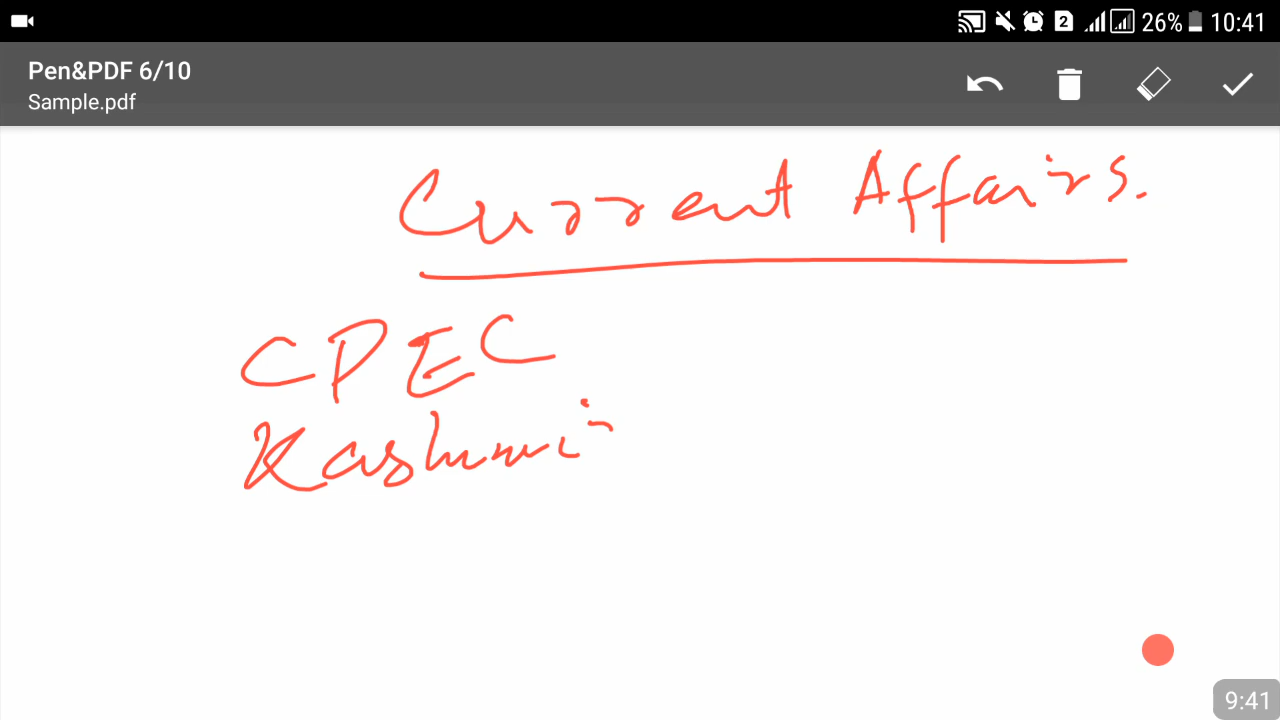 26% 10:41
Pen&PDF 6/10
Sample.pdf
Current Affairs.
CPEC
Kashmir
9:41